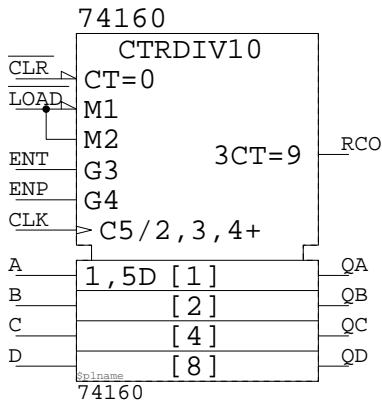 74160
CTRDIV10
CLR CT=0
LOAD M1
M2
ENT G3 3CT=9 RCO
ENP G4
CLK C5/2,3,4+
A 1,5D [1] QA
B [2] QB
C [4] QC
D [8] QD
$plname
74160